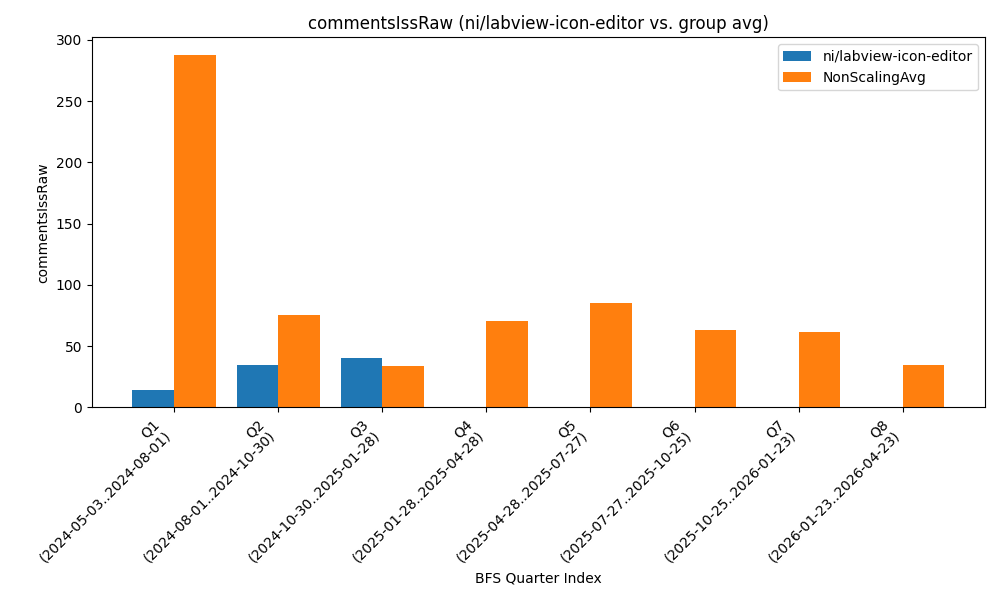 commentsIssRaw (ni/labview-icon-editor vs. group avg)
ni/labview-icon-editor
NonScalingAvg
commentsIssRaw
300
250
200
150
100
50
0
Q1
(2024-05-03..2024-08-01)
Q2
(2024-08-01..2024-10-30)
Q3
(2024-10-30..2025-01-28)
Q4
(2025-01-28..2025-04-28)
Q5
(2025-04-28..2025-07-27)
Q6
(2025-07-27..2025-10-25)
Q7
(2025-10-25..2026-01-23)
Q8
(2026-01-23..2026-04-23)
BFS Quarter Index